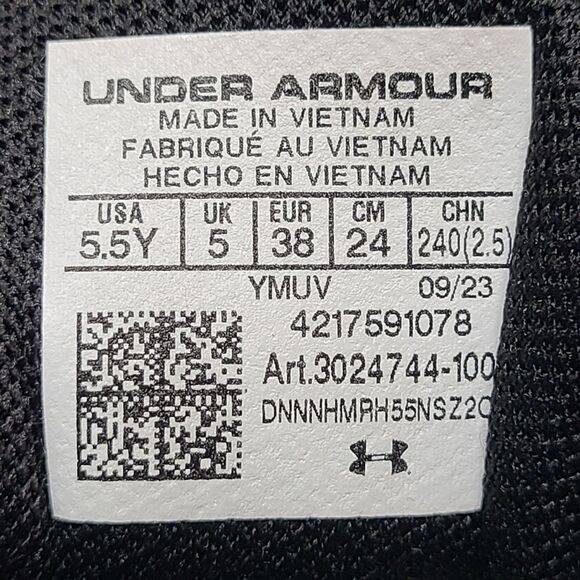 UNDER ARMOUR
MADE IN VIETNAM
FABRIQUÉ AU VIETNAM
HECHO EN VIETNAM
USA UK EUR CM CHN
5.5Y 5 38 24 240(2.5)
YMUV 09/23
4217591078
Art.3024744-100